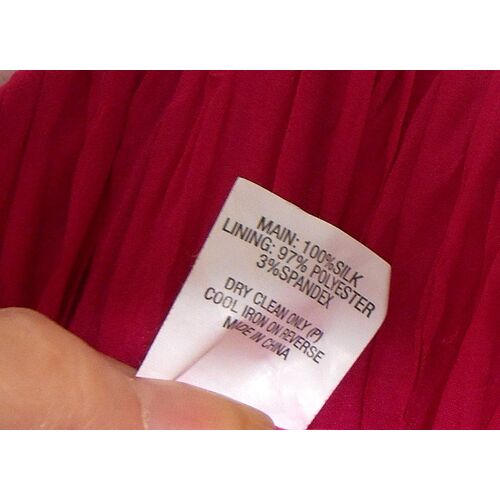 MAIN: 100%SILK
LINING: 97% POLYESTER
3%SPANDEX
DRY CLEAN ONLY (P)
COOL IRON ON REVERSE
MADE IN CHINA